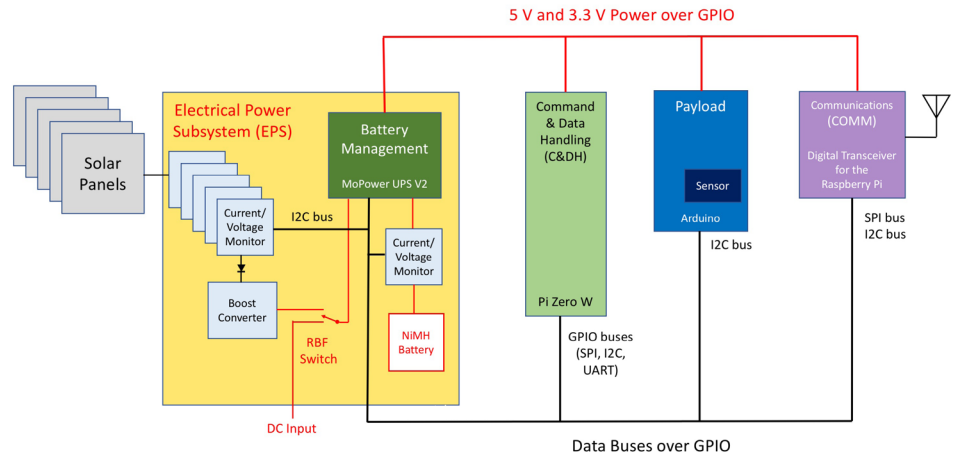 5 V and 3.3 V Power over GPIO
Solar
Panels
Electrical Power
Subsystem (EPS)
Battery
Management
MoPower UPS V2
Current/
Voltage
Monitor
I2C bus
Current/
Voltage
Monitor
Boost
Converter
RBF
Switch
NiMH
Battery
DC Input
Command
& Data
Handling
(C&DH)
Pi Zero W
GPIO buses
(SPI, I2C,
UART)
Payload
Sensor
Arduino
I2C bus
Communications
(COMM)
Digital Transceiver
for the
Raspberry Pi
SPI bus
I2C bus
Data Buses over GPIO